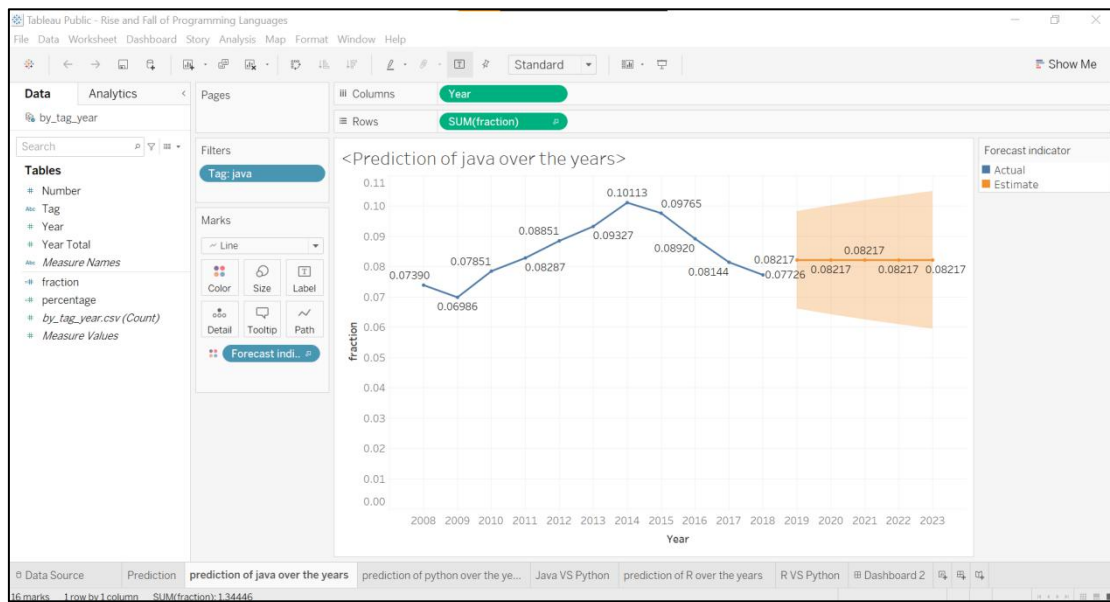 Tableau Public - Rise and Fall of Programming Languages
File Data Worksheet Dashboard Story Analysis Map Format Window Help
Standard
Show Me
Data Analytics
by_tag_year
Search
Tables
# Number
Abc Tag
# Year
# Year Total
Abc Measure Names
# fraction
# percentage
# by_tag_year.csv (Count)
# Measure Values
Pages
Filters
Tag: java
Marks
Line
Color Size Label
Detail Tooltip Path
Forecast indi..
Columns Year
Rows SUM(fraction)
<Prediction of java over the years>
0.11
0.10
0.09
0.08
0.07
0.06
0.05
0.04
0.03
0.02
0.01
0.00
fraction
0.07390
0.06986
0.07851
0.08287
0.08851
0.09327
0.10113
0.09765
0.08920
0.08144
0.07726
0.08217
0.08217
0.08217
0.08217
0.08217
2008 2009 2010 2011 2012 2013 2014 2015 2016 2017 2018 2019 2020 2021 2022 2023
Year
Forecast indicator
Actual
Estimate
Data Source Prediction prediction of java over the years prediction of python over the ye... Java VS Python prediction of R over the years R VS Python Dashboard 2
16 marks 1 row by 1 column SUM(fraction): 1.34446